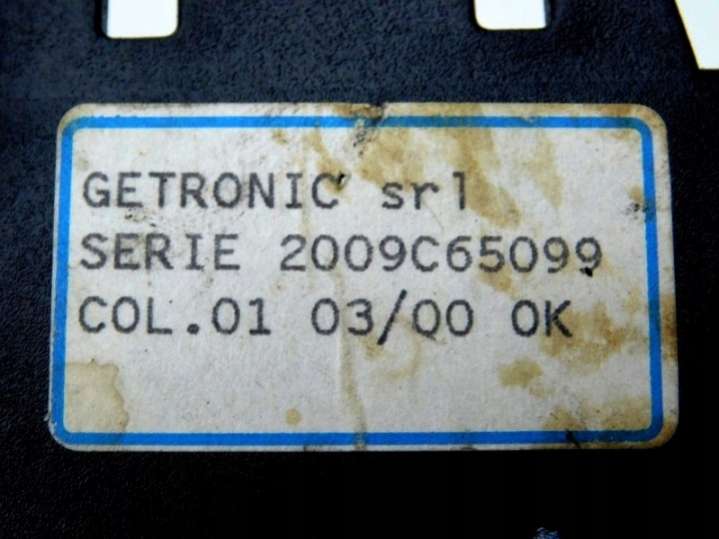 GETRONIC srl
SERIE 2009C65099
COL.01 03/00 OK